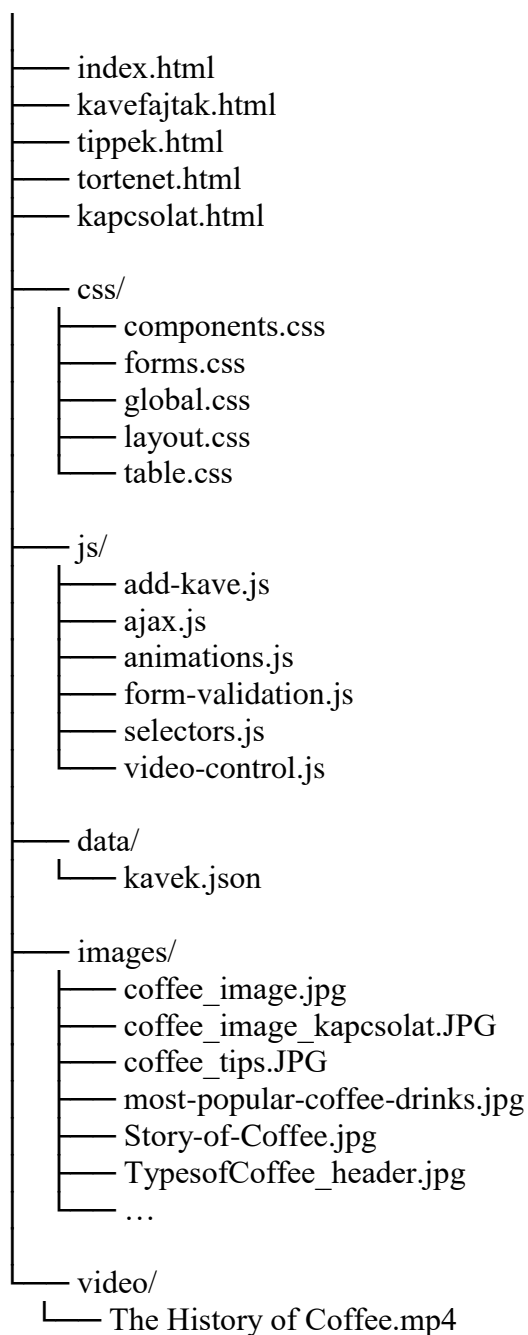 index.html
kavefajtak.html
tippek.html
tortenet.html
kapcsolat.html
css/
components.css
forms.css
global.css
layout.css
table.css
js/
add-kave.js
ajax.js
animations.js
form-validation.js
selectors.js
video-control.js
data/
kavek.json
images/
coffee_image.jpg
coffee_image_kapcsolat.JPG
coffee_tips.JPG
most-popular-coffee-drinks.jpg
Story-of-Coffee.jpg
TypesofCoffee_header.jpg
…
video/
The History of Coffee.mp4